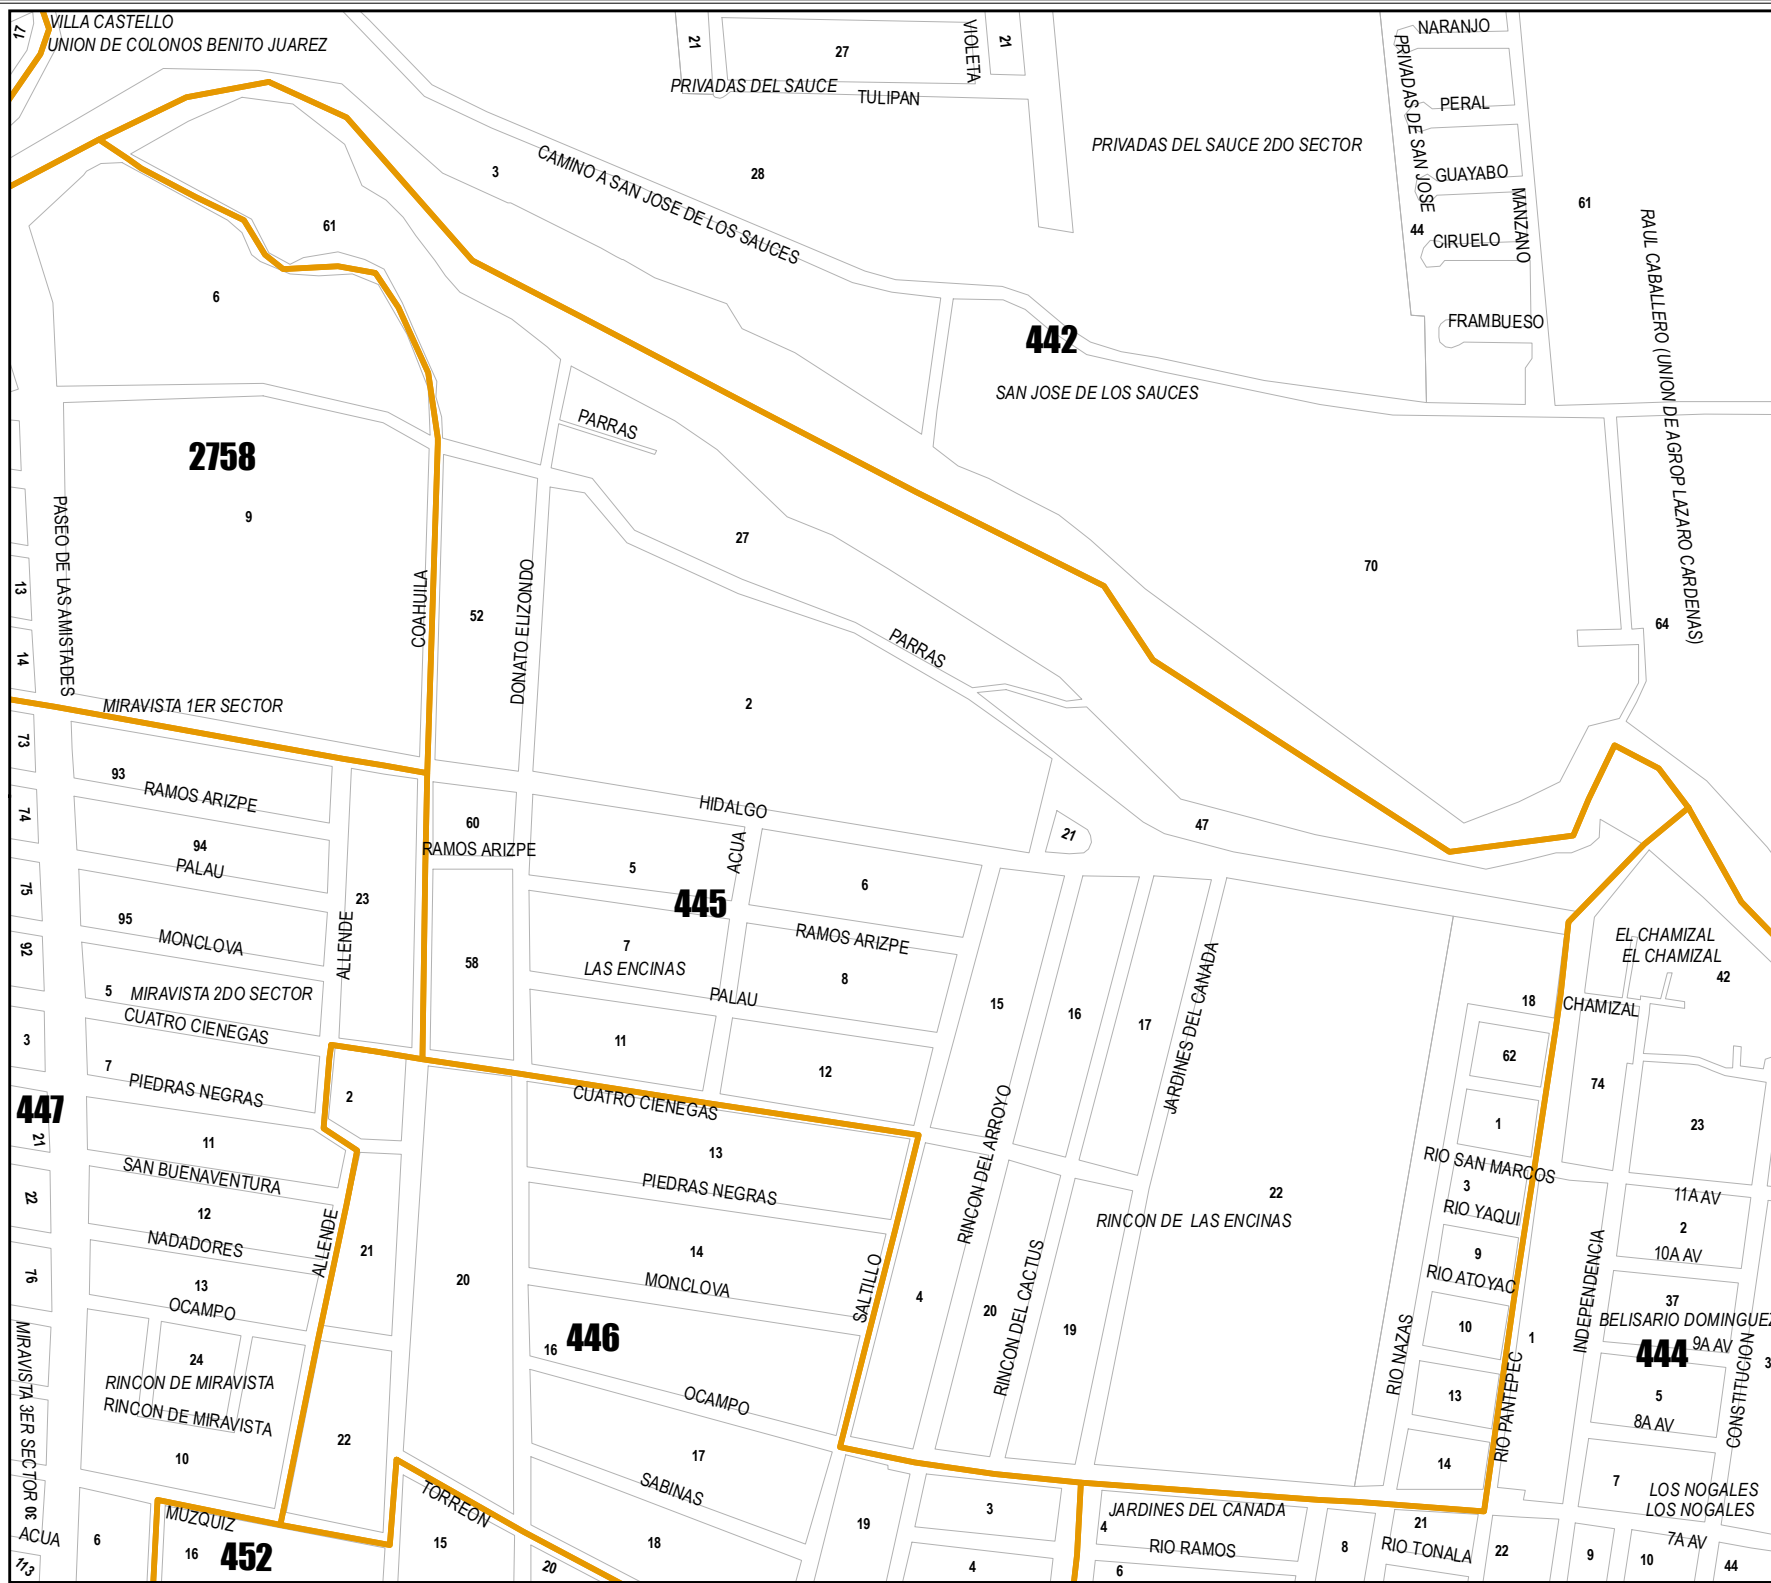 VILLA CASTELLO
UNION DE COLONOS BENITO JUAREZ
17
21
27
VIOLETA
21
PRIVADAS DEL SAUCE
TULIPAN
NARANJO
PRIVADAS DE SAN JOSE
PERAL
PRIVADAS DEL SAUCE 2DO SECTOR
GUAYABO
MANZANO
61
44
CIRUELO
FRAMBUESO
RAUL CABALLERO (UNION DE AGROP LAZARO CARDENAS)
3
CAMINO A SAN JOSE DE LOS SAUCES
28
61
6
442
SAN JOSE DE LOS SAUCES
PARRAS
2758
9
PASEO DE LAS AMISTADES
COAHUILA
52
DONATO ELIZONDO
27
PARRAS
2
70
64
13
14
MIRAVISTA 1ER SECTOR
73
93
RAMOS ARIZPE
74
94
PALAU
75
95
MONCLOVA
92
5
MIRAVISTA 2DO SECTOR
CUATRO CIENEGAS
3
7
PIEDRAS NEGRAS
447
21
11
SAN BUENAVENTURA
22
12
NADADORES
76
13
OCAMPO
24
RINCON DE MIRAVISTA
RINCON DE MIRAVISTA
10
MIRAVISTA 3ER SECTOR
30
ACUA
113
6
MUZQUIZ
16
452
23
ALLENDE
2
ALLENDE
21
22
60
RAMOS ARIZPE
58
HIDALGO
5
ACUA
445
6
7
LAS ENCINAS
RAMOS ARIZPE
8
PALAU
11
12
CUATRO CIENEGAS
21
47
15
16
17
JARDINES DEL CANADA
RINCON DEL ARROYO
13
PIEDRAS NEGRAS
14
MONCLOVA
SALTILLO
4
20
RINCON DEL CACTUS
19
20
446
16
OCAMPO
17
SABINAS
TORREON
15
20
18
19
3
4
22
RINCON DE LAS ENCINAS
EL CHAMIZAL
EL CHAMIZAL
42
18
CHAMIZAL
62
74
1
23
RIO SAN MARCOS
3
RIO YAQUI
11A AV
2
10A AV
9
RIO ATOYAC
INDEPENDENCIA
37
BELISARIO DOMINGUEZ
10
1
444
9A AV
3
RIO NAZAS
13
RIO PANTEPEC
5
8A AV
CONSTITUCION
14
7
LOS NOGALES
LOS NOGALES
JARDINES DEL CANADA
4
RIO RAMOS
6
8
21
RIO TONALA
22
9
10
7A AV
44